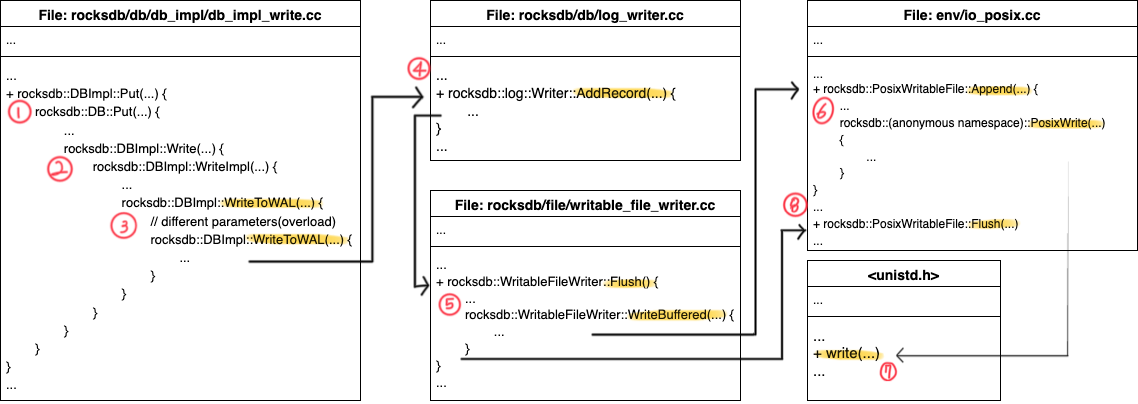 File: rocksdb/db/db_impl/db_impl_write.cc
...
...
+ rocksdb::DBImpl::Put(...) {
① rocksdb::DB::Put(...) {
...
rocksdb::DBImpl::Write(...) {
② rocksdb::DBImpl::WriteImpl(...) {
...
rocksdb::DBImpl::WriteToWAL(...) {
③ // different parameters(overload)
rocksdb::DBImpl::WriteToWAL(...) {
...
}
}
}
}
}
}
...
File: rocksdb/db/log_writer.cc
...
④ ...
+ rocksdb::log::Writer::AddRecord(...) {
...
}
...
File: rocksdb/file/writable_file_writer.cc
...
...
+ rocksdb::WritableFileWriter::Flush() {
⑤ ...
rocksdb::WritableFileWriter::WriteBuffered(...) {
...
}
}
...
File: env/io_posix.cc
...
...
+ rocksdb::PosixWritableFile::Append(...) {
⑥ ...
rocksdb::(anonymous namespace)::PosixWrite(...)
{
...
}
}
⑧ ...
+ rocksdb::PosixWritableFile::Flush(...)
...
<unistd.h>
...
...
+ write(...)
... ⑦